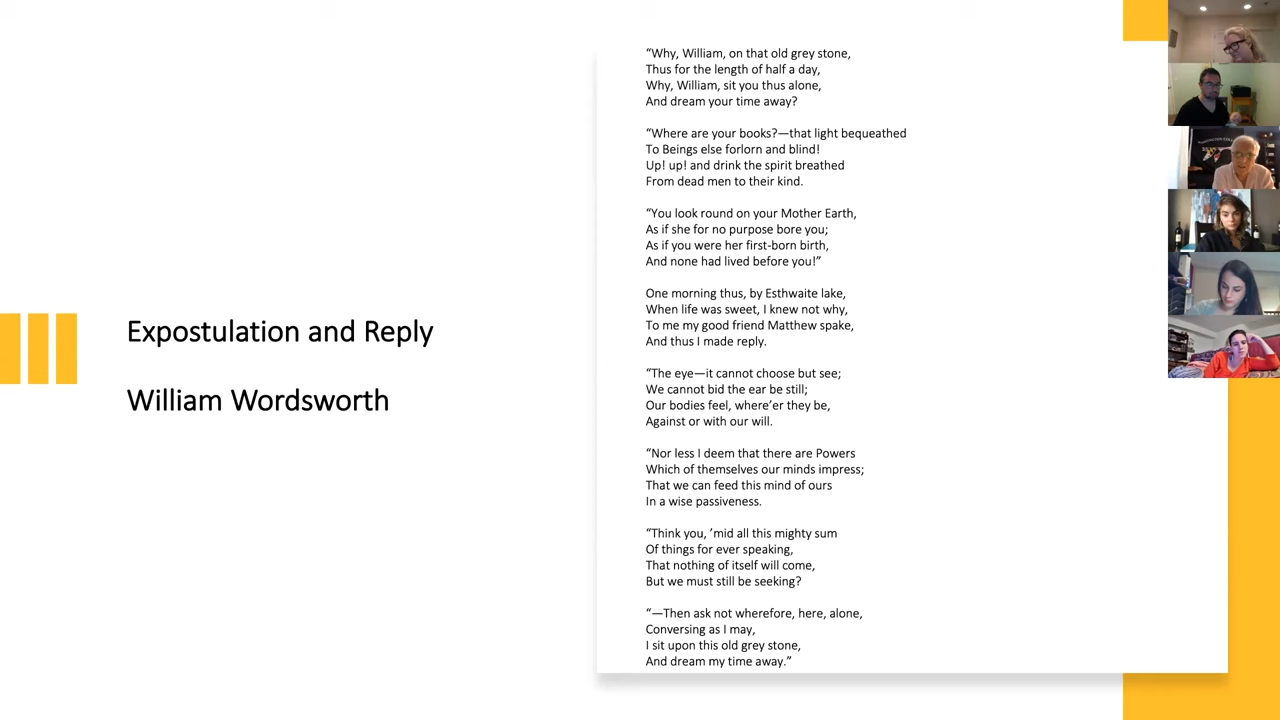 Expostulation and Reply
William Wordsworth
“Why, William, on that old grey stone,
Thus for the length of half a day,
Why, William, sit you thus alone,
And dream your time away?
“Where are your books?—that light bequeathed
To Beings else forlorn and blind!
Up! up! and drink the spirit breathed
From dead men to their kind.
“You look round on your Mother Earth,
As if she for no purpose bore you;
As if you were her first-born birth,
And none had lived before you!”
One morning thus, by Esthwaite lake,
When life was sweet, I knew not why,
To me my good friend Matthew spake,
And thus I made reply.
“The eye—it cannot choose but see;
We cannot bid the ear be still;
Our bodies feel, where’er they be,
Against or with our will.
“Nor less I deem that there are Powers
Which of themselves our minds impress;
That we can feed this mind of ours
In a wise passiveness.
“Think you, ’mid all this mighty sum
Of things for ever speaking,
That nothing of itself will come,
But we must still be seeking?
“—Then ask not wherefore, here, alone,
Conversing as I may,
I sit upon this old grey stone,
And dream my time away.”